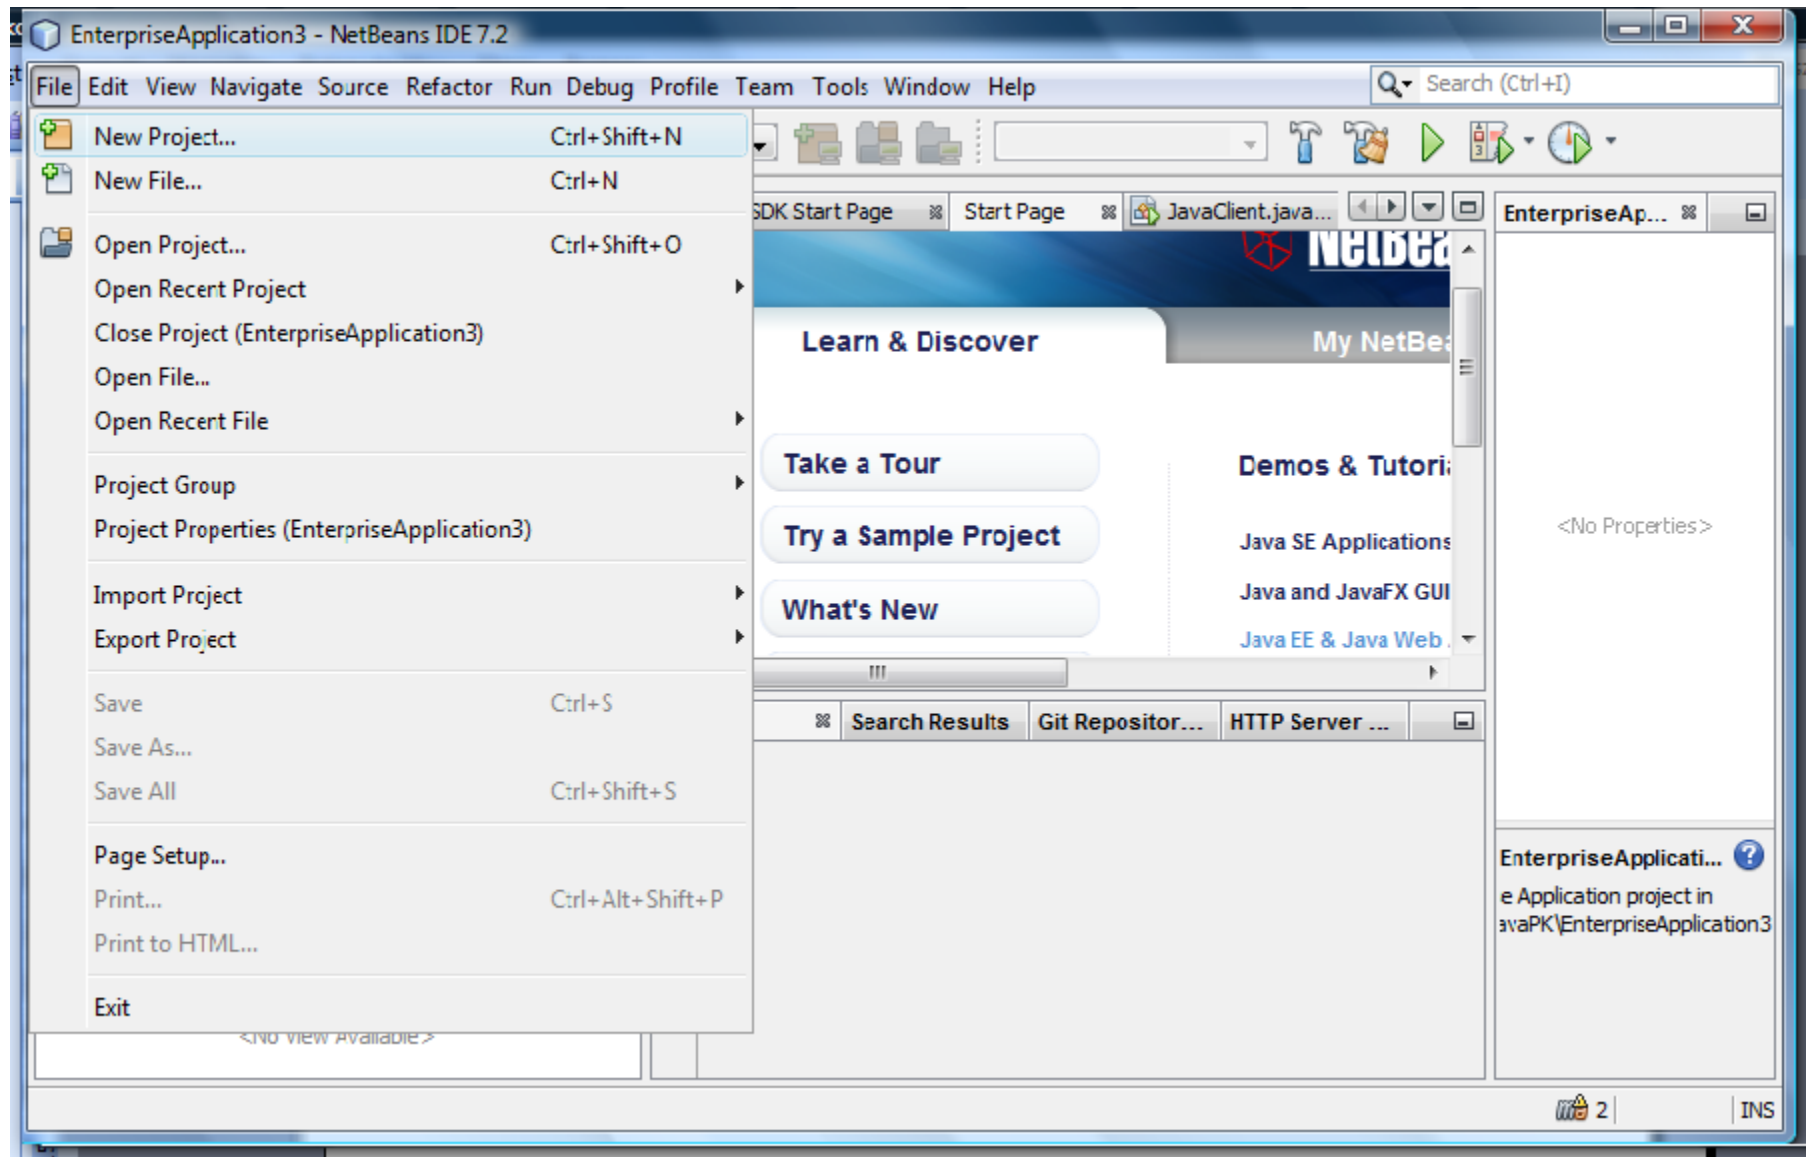 EnterpriseApplication3 - NetBeans IDE 7.2
File Edit View Navigate Source Refactor Run Debug Profile Team Tools Window Help
Search (Ctrl+I)
New Project... Ctrl+Shift+N
New File... Ctrl+N
Open Project... Ctrl+Shift+O
Open Recent Project
Close Project (EnterpriseApplication3)
Open File...
Open Recent File
Project Group
Project Properties (EnterpriseApplication3)
Import Project
Export Project
Save Ctrl+S
Save As...
Save All Ctrl+Shift+S
Page Setup...
Print... Ctrl+Alt+Shift+P
Print to HTML...
Exit
<No View Available>
SDK Start Page Start Page JavaClient.java...
NetBea
Learn & Discover My NetBea
Take a Tour
Try a Sample Project
What's New
Demos & Tutoria
Java SE Applications
Java and JavaFX GUI
Java EE & Java Web
Search Results Git Repositor... HTTP Server ...
EnterpriseAp...
<No Properties>
EnterpriseApplicati...
e Application project in
avaPK\EnterpriseApplication3
2 INS